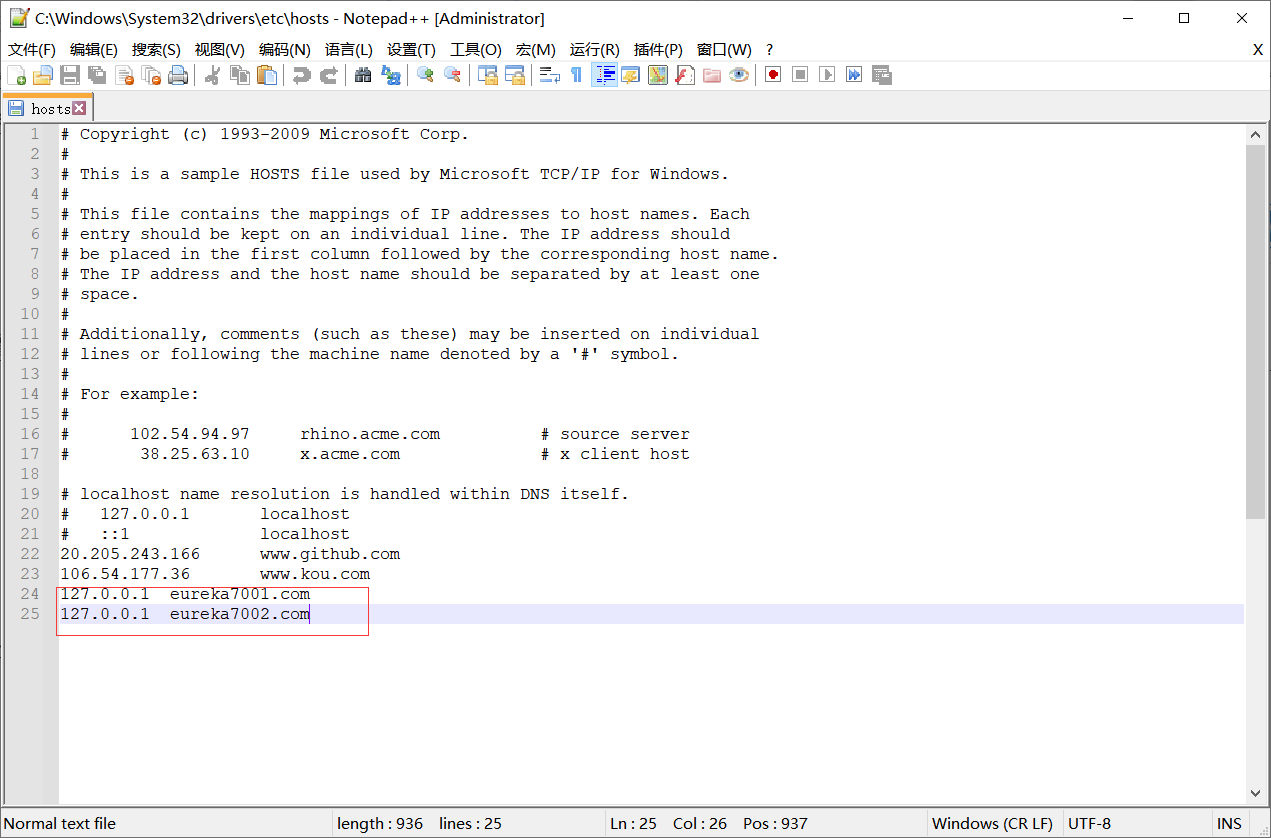 C:\Windows\System32\drivers\etc\hosts - Notepad++ [Administrator]
文件(F) 编辑(E) 搜索(S) 视图(V) 编码(N) 语言(L) 设置(T) 工具(O) 宏(M) 运行(R) 插件(P) 窗口(W) ? X
hosts
1 # Copyright (c) 1993-2009 Microsoft Corp.
2 #
3 # This is a sample HOSTS file used by Microsoft TCP/IP for Windows.
4 #
5 # This file contains the mappings of IP addresses to host names. Each
6 # entry should be kept on an individual line. The IP address should
7 # be placed in the first column followed by the corresponding host name.
8 # The IP address and the host name should be separated by at least one
9 # space.
10 #
11 # Additionally, comments (such as these) may be inserted on individual
12 # lines or following the machine name denoted by a '#' symbol.
13 #
14 # For example:
15 #
16 #      102.54.94.97     rhino.acme.com          # source server
17 #       38.25.63.10     x.acme.com              # x client host
18
19 # localhost name resolution is handled within DNS itself.
20 #   127.0.0.1       localhost
21 #   ::1             localhost
22 20.205.243.166      www.github.com
23 106.54.177.36       www.kou.com
24 127.0.0.1  eureka7001.com
25 127.0.0.1  eureka7002.com
Normal text file length : 936 lines : 25 Ln : 25 Col : 26 Pos : 937 Windows (CR LF) UTF-8 INS